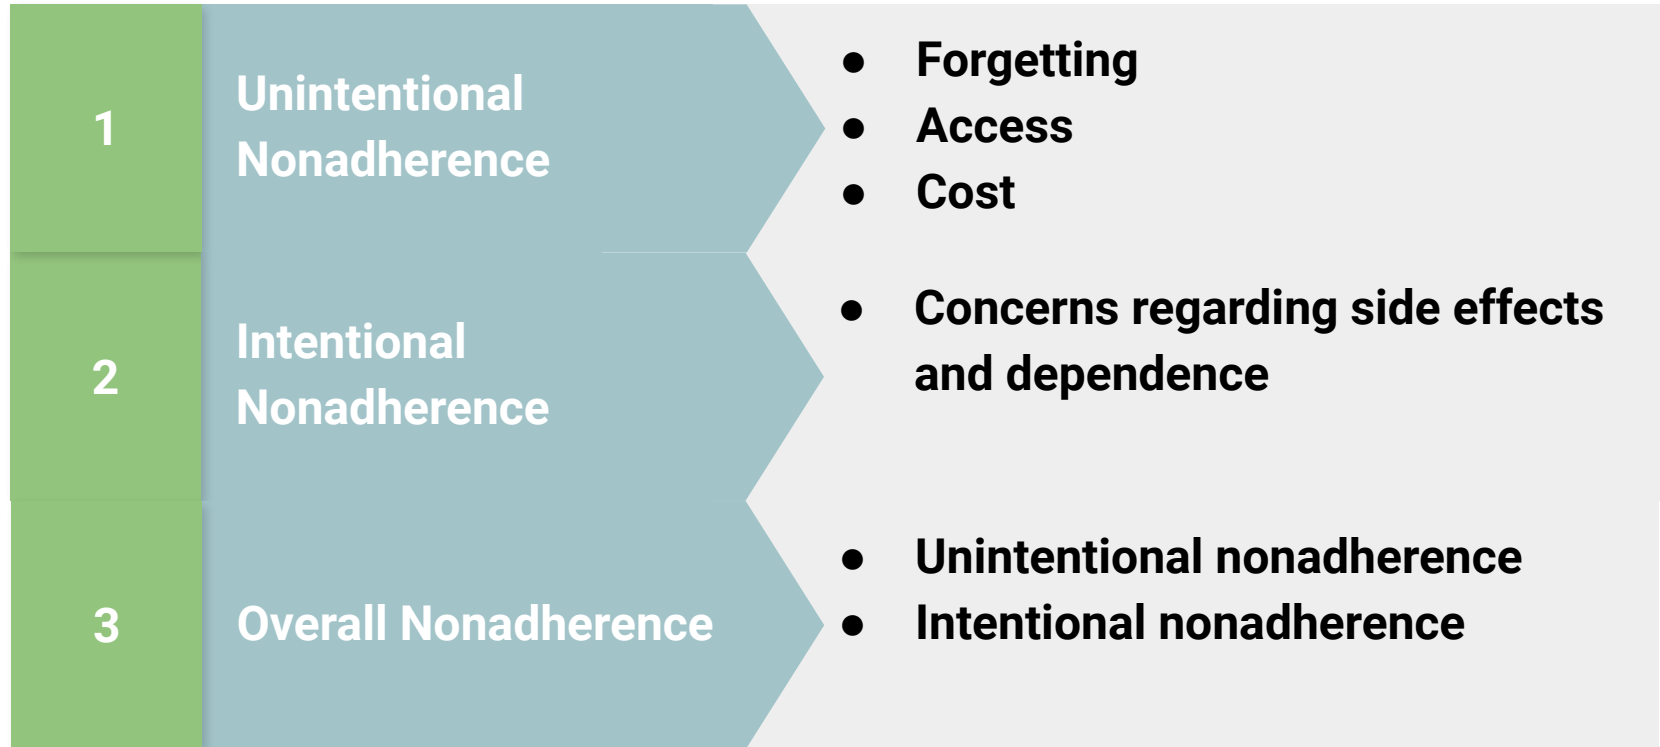 1
Unintentional
Nonadherence
● Forgetting
● Access
● Cost
2
Intentional
Nonadherence
● Concerns regarding side effects
and dependence
3
Overall Nonadherence
● Unintentional nonadherence
● Intentional nonadherence